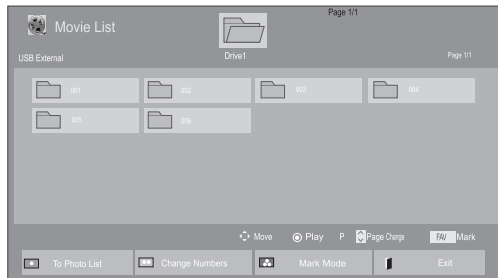 Page 1/1
Movie List
USB External
Drive1
Page 1/1
001
002
003
004
005
006
Move
Play
P
Page Change
FAV
Mark
To Photo List
Change Numbers
Mark Mode
Exit